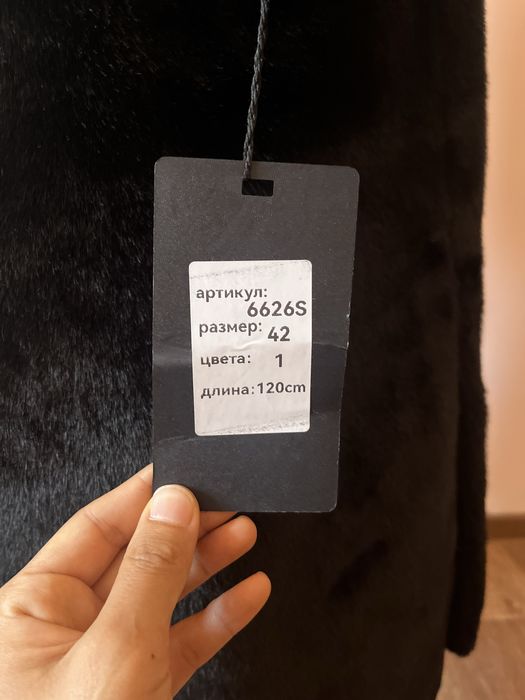 артикул: 6626S
размер: 42
цвета: 1
длина: 120cm